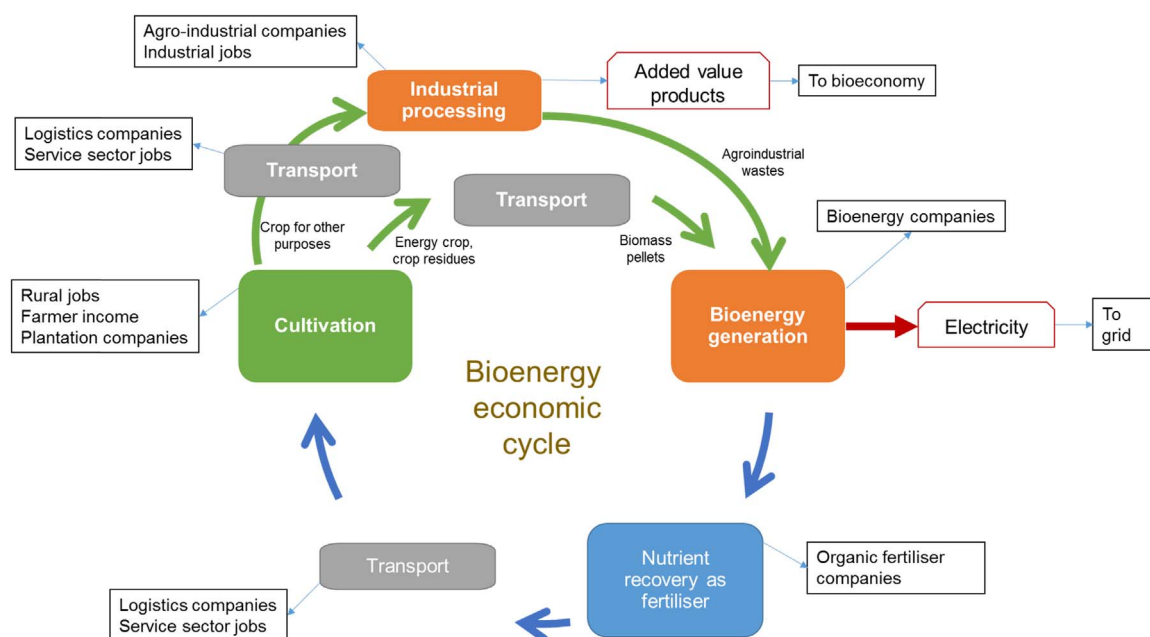 Agro-industrial companies
Industrial jobs
Industrial
processing
Added value
products
To bioeconomy
Logistics companies
Service sector jobs
Transport
Transport
Agroindustrial
wastes
Crop for other
purposes
Energy crop,
crop residues
Biomass
pellets
Bioenergy companies
Rural jobs
Farmer income
Plantation companies
Cultivation
Bioenergy
generation
Electricity
To
grid
Bioenergy
economic
cycle
Transport
Nutrient
recovery as
fertiliser
Organic fertiliser
companies
Logistics companies
Service sector jobs